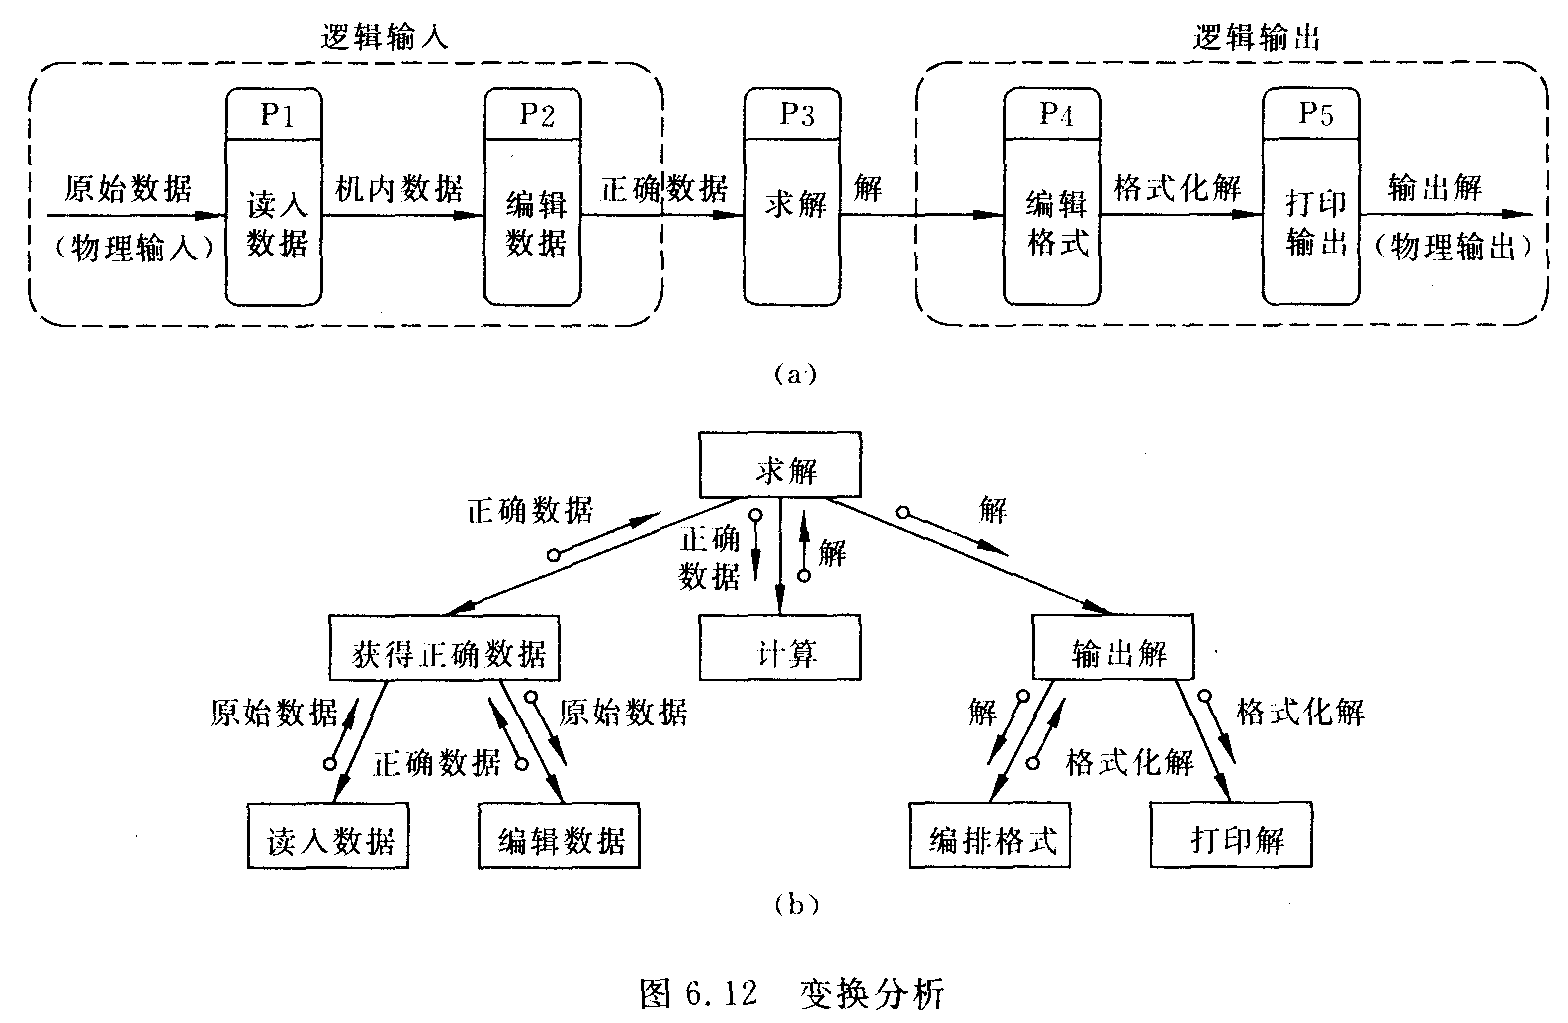 逻辑输入
逻辑输出
P1
P2
P3
P4
P5
原始数据
(物理输入)
读入
数据
机内数据
编辑
数据
正确数据
求解
解
编辑
格式
格式化解
打印
输出
输出解
(物理输出)
(a)
求解
正确数据
正确
数据
解
解
获得正确数据
计算
输出解
原始数据
正确数据
原始数据
解
格式化解
格式化解
读入数据
编辑数据
编排格式
打印解
(b)
图 6.12 变换分析